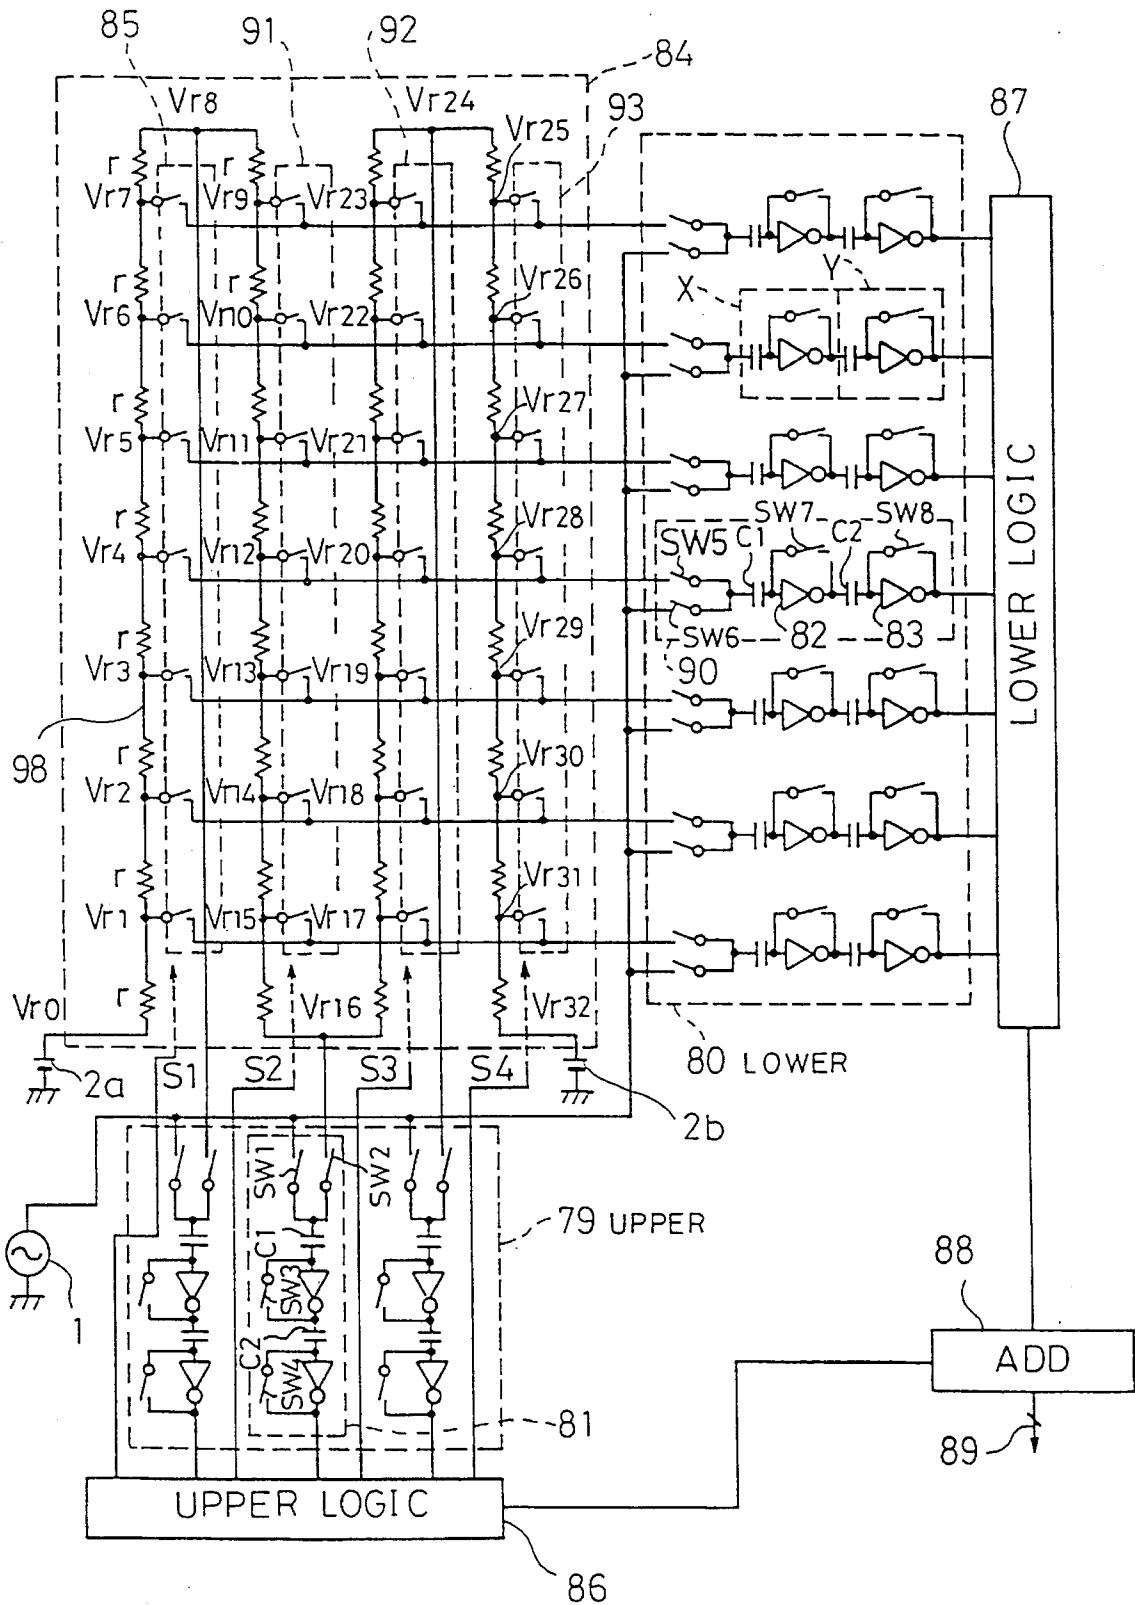 85 91 92
84
Vr8 Vr24 93 87
Vr25
r r
Vr7 Vr9 Vr23
r r Vr26 X Y
Vr6 Vr10 Vr22
r Vr27
Vr5 Vr11 Vr21
r Vr28 SW5 C1 SW7 C2 SW8
Vr4 Vr12 Vr20
r Vr29 SW6 82 83
90
Vr3 Vr13 Vr19
LOWER LOGIC
98 r Vr30
Vr2 Vr14 Vr18
r Vr31
Vr1 Vr15 Vr17
Vr0 r Vr16 Vr32
80 LOWER
2a S1 S2 S3 S4
2b
SW1 SW2
79 UPPER
C1
SW3
1
88
C2
SW4
ADD
81
89
UPPER LOGIC
86